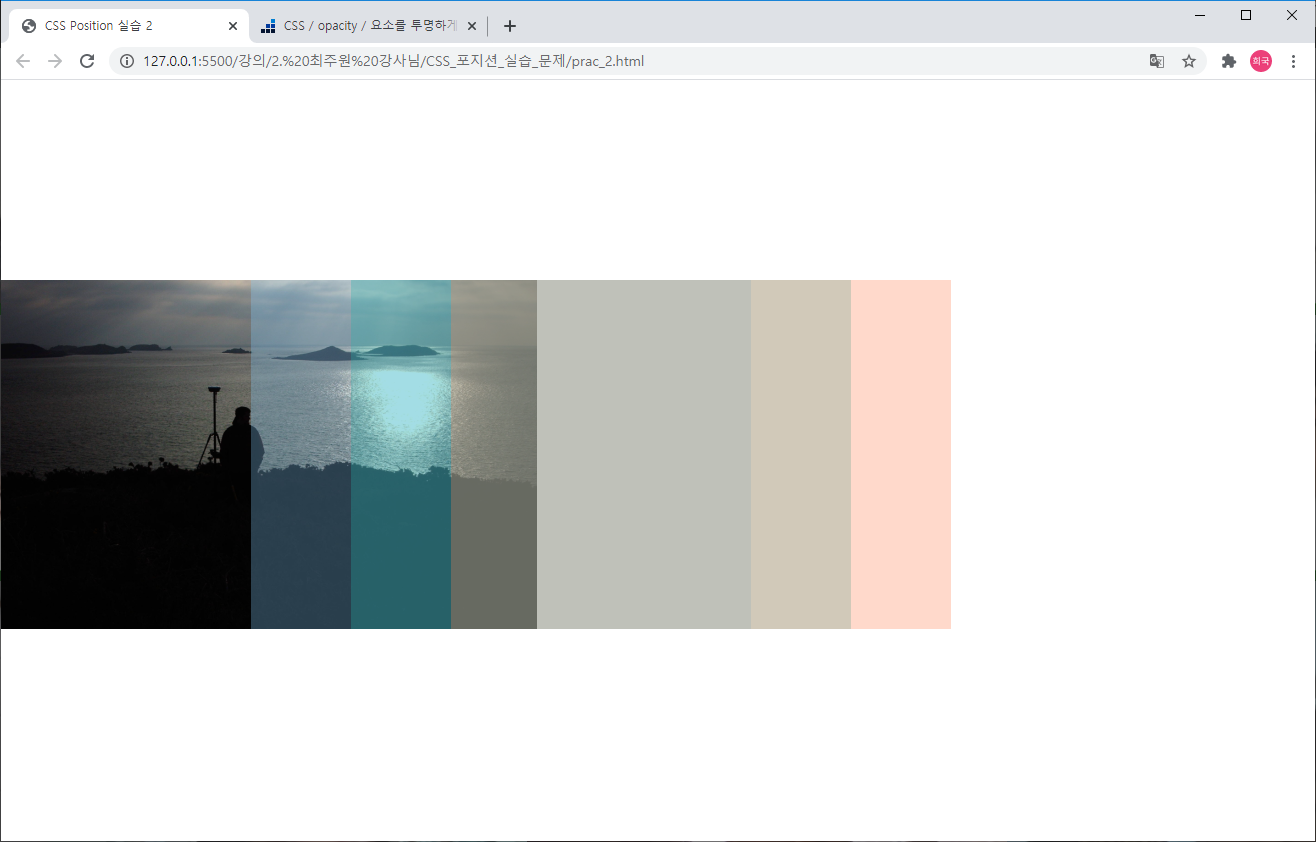 CSS Position 실습 2
CSS / opacity / 요소를 투명하게
127.0.0.1:5500/강의/2.%20최주원%20강사님/CSS_포지션_실습_문제/prac_2.html
희국